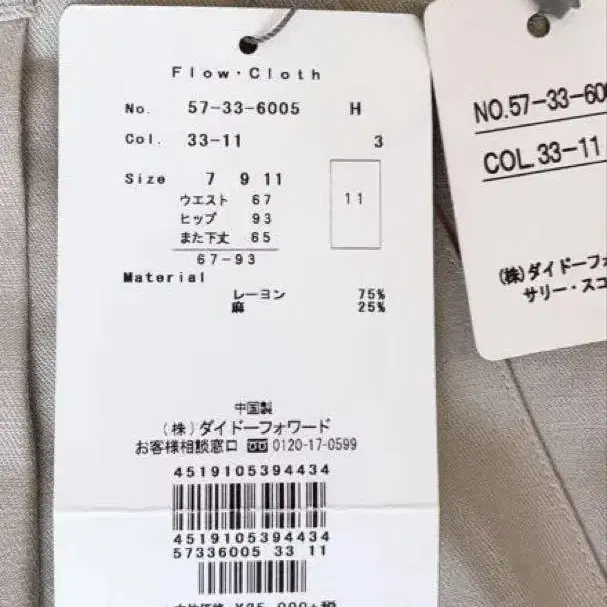 Flow・Cloth
No. 57-33-6005 H
Col. 33-11 3
Size 7 9 11
ウエスト 67
ヒップ 93
また下丈 65
67-93
11
Material
レーヨン 75%
麻 25%
中国製
(株)ダイドーフォワード
お客様相談窓口 0120-17-0599
4519105394434
4519105394434
57336005 33 11
NO.57-33-600
COL.33-11
(株)ダイドーフォ
サリー・スコ